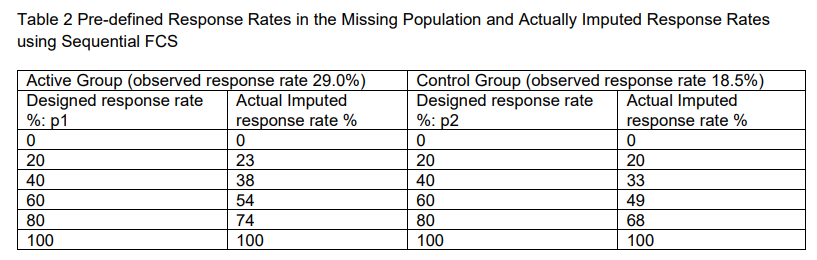 Table 2 Pre-defined Response Rates in the Missing Population and Actually Imputed Response Rates
using Sequential FCS
Active Group (observed response rate 29.0%) Control Group (observed response rate 18.5%)
Designed response rate %: p1 Actual Imputed response rate % Designed response rate %: p2 Actual Imputed response rate %
0 0 0 0
20 23 20 20
40 38 40 33
60 54 60 49
80 74 80 68
100 100 100 100